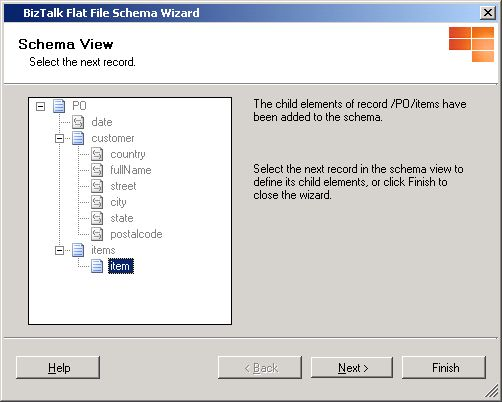 BizTalk Flat File Schema Wizard
Schema View
Select the next record.
PO
date
customer
country
fullName
street
city
state
postalcode
items
item
The child elements of record /PO/items have
been added to the schema.
Select the next record in the schema view to
define its child elements, or click Finish to
close the wizard.
Help
< Back
Next >
Finish